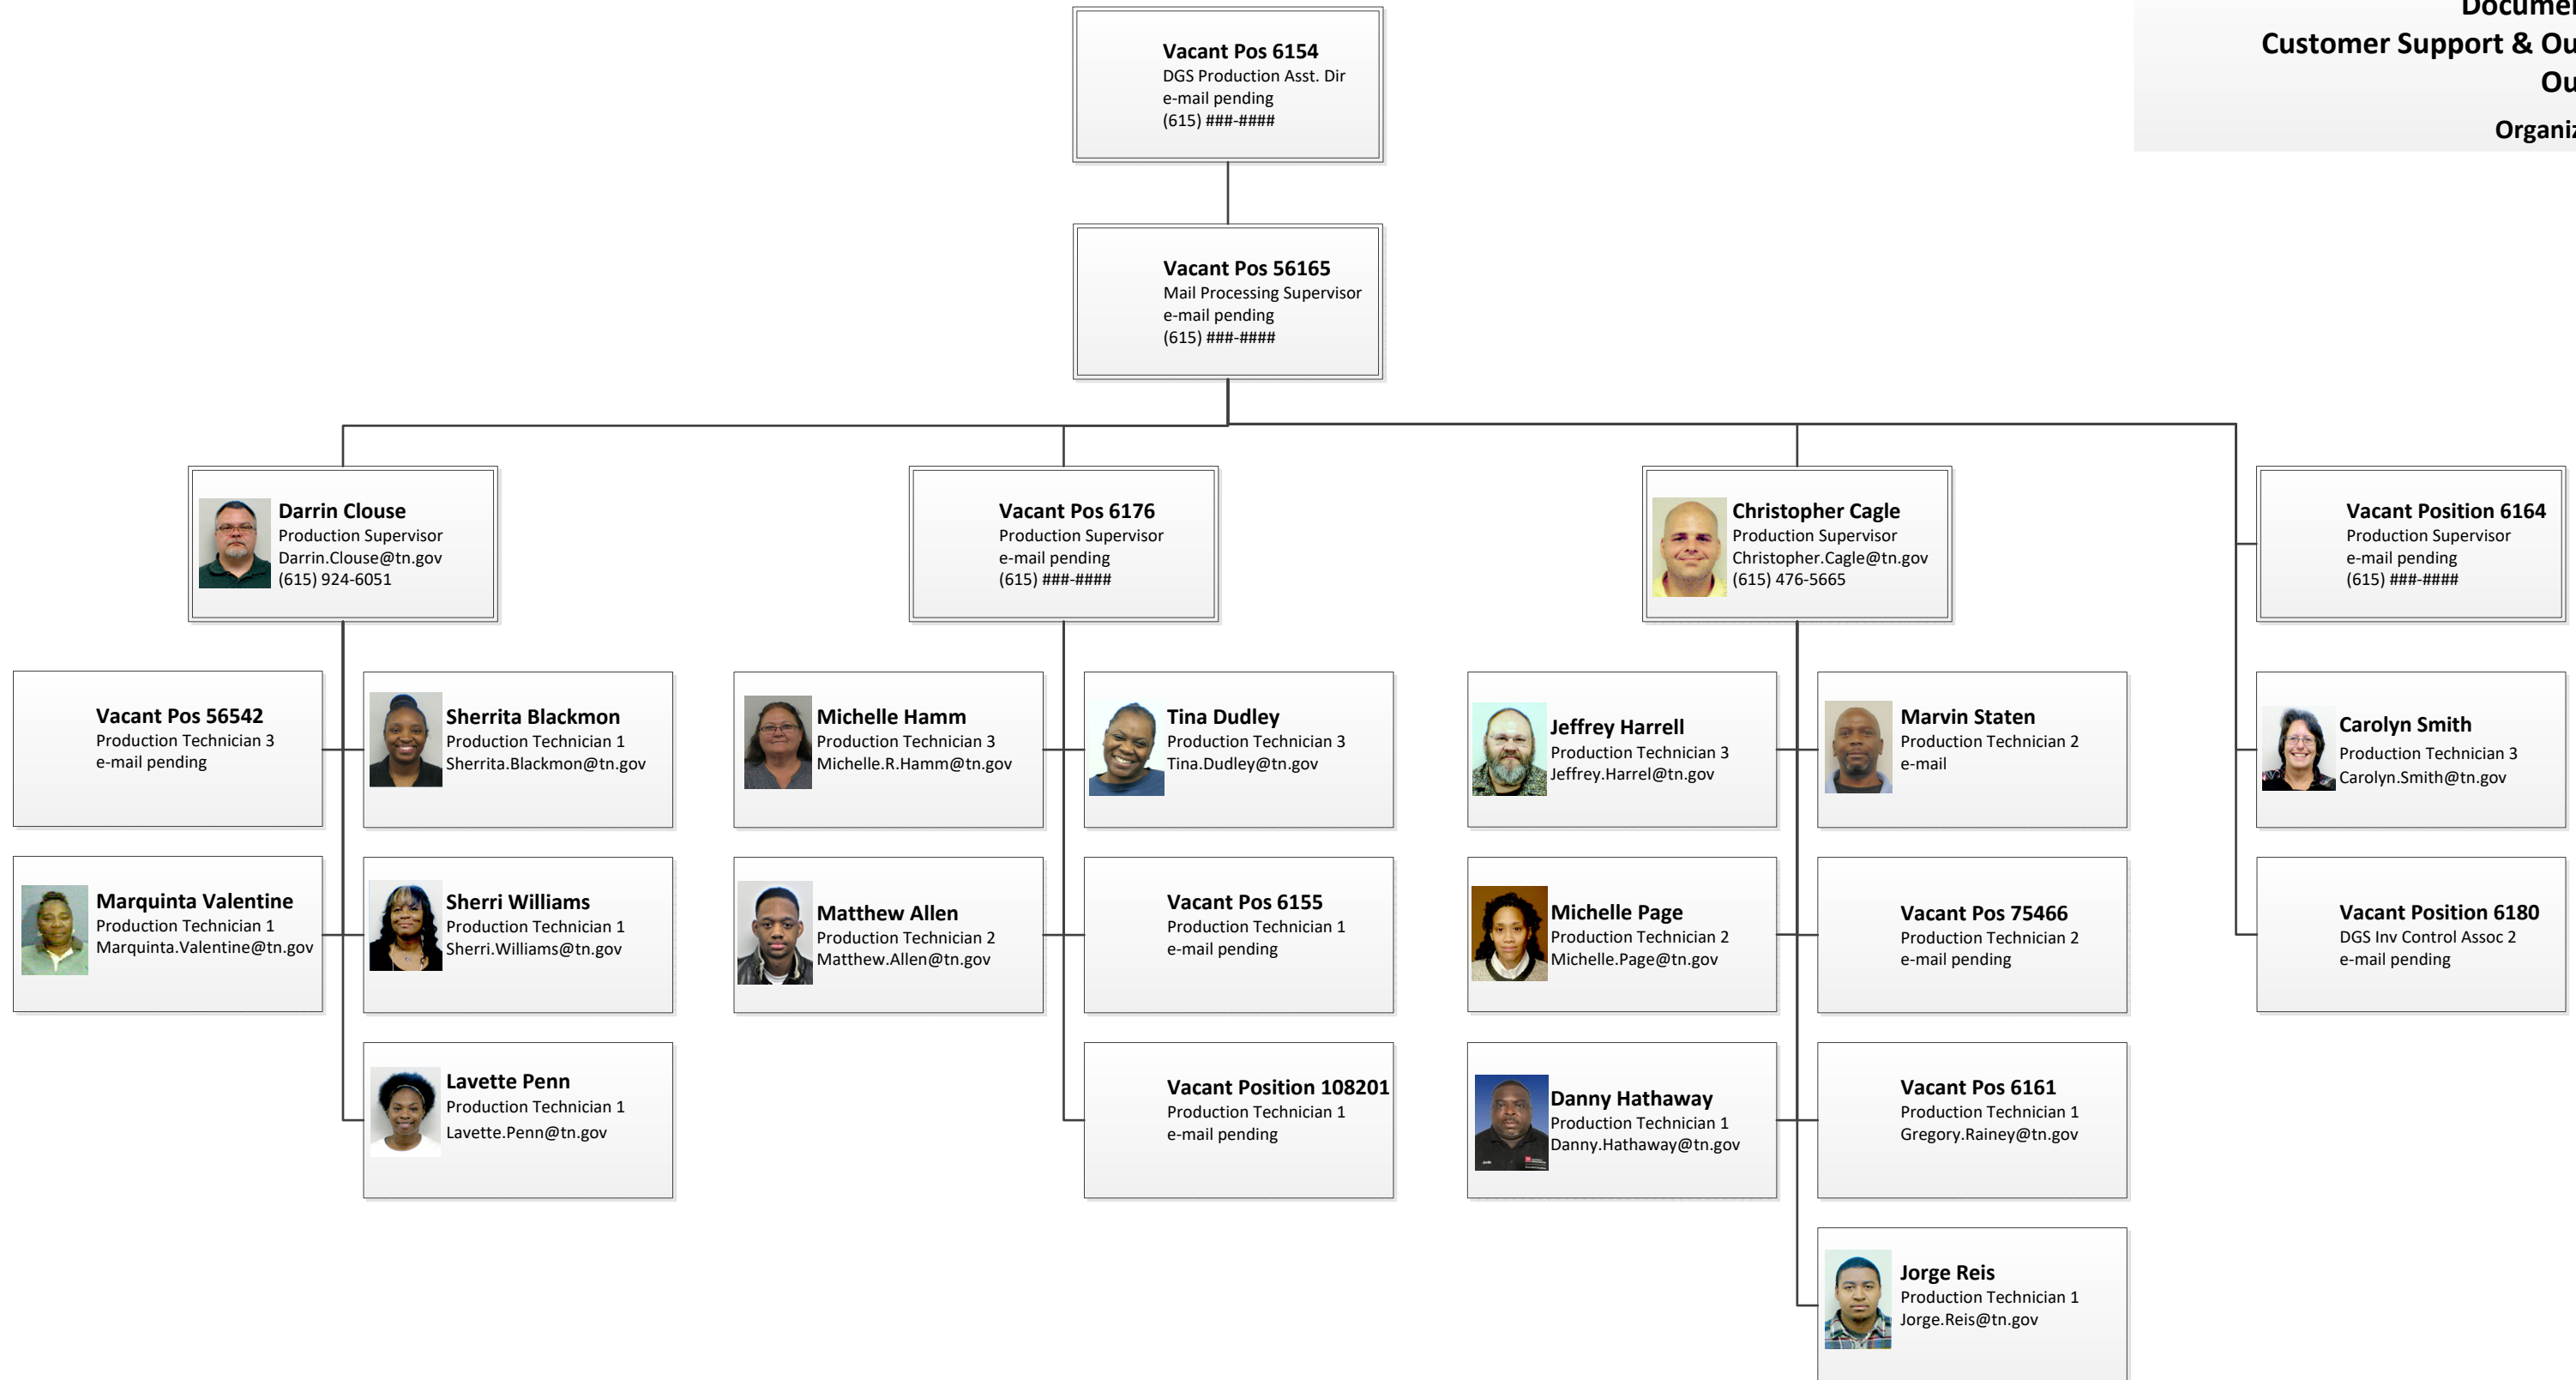 Customer Support &
Vacant Pos 6154
DGS Production Asst. Dir
e-mail pending
(615) ###-####
Vacant Pos 56165
Mail Processing Supervisor
e-mail pending
(615) ###-####
Darrin Clouse
Production Supervisor
Darrin.Clouse@tn.gov
(615) 924-6051
Vacant Pos 6176
Production Supervisor
e-mail pending
(615) ###-####
Christopher Cagle
Production Supervisor
Christopher.Cagle@tn.gov
(615) 476-5665
Vacant Position 6164
Production Supervisor
e-mail pending
(615) ###-####
Vacant Pos 56542
Production Technician 3
e-mail pending
Sherrita Blackmon
Production Technician 1
Sherrita.Blackmon@tn.gov
Michelle Hamm
Production Technician 3
Michelle.R.Hamm@tn.gov
Tina Dudley
Production Technician 3
Tina.Dudley@tn.gov
Jeffrey Harrell
Production Technician 3
Jeffrey.Harrel@tn.gov
Marvin Staten
Production Technician 2
e-mail
Carolyn Smith
Production Technician 3
Carolyn.Smith@tn.gov
Marquinta Valentine
Production Technician 1
Marquinta.Valentine@tn.gov
Sherri Williams
Production Technician 1
Sherri.Williams@tn.gov
Matthew Allen
Production Technician 2
Matthew.Allen@tn.gov
Vacant Pos 6155
Production Technician 1
e-mail pending
Michelle Page
Production Technician 2
Michelle.Page@tn.gov
Vacant Pos 75466
Production Technician 2
e-mail pending
Vacant Position 6180
DGS Inv Control Assoc 2
e-mail pending
Lavette Penn
Production Technician 1
Lavette.Penn@tn.gov
Vacant Position 108201
Production Technician 1
e-mail pending
Danny Hathaway
Production Technician 1
Danny.Hathaway@tn.gov
Vacant Pos 6161
Production Technician 1
Gregory.Rainey@tn.gov
Jorge Reis
Production Technician 1
Jorge.Reis@tn.gov